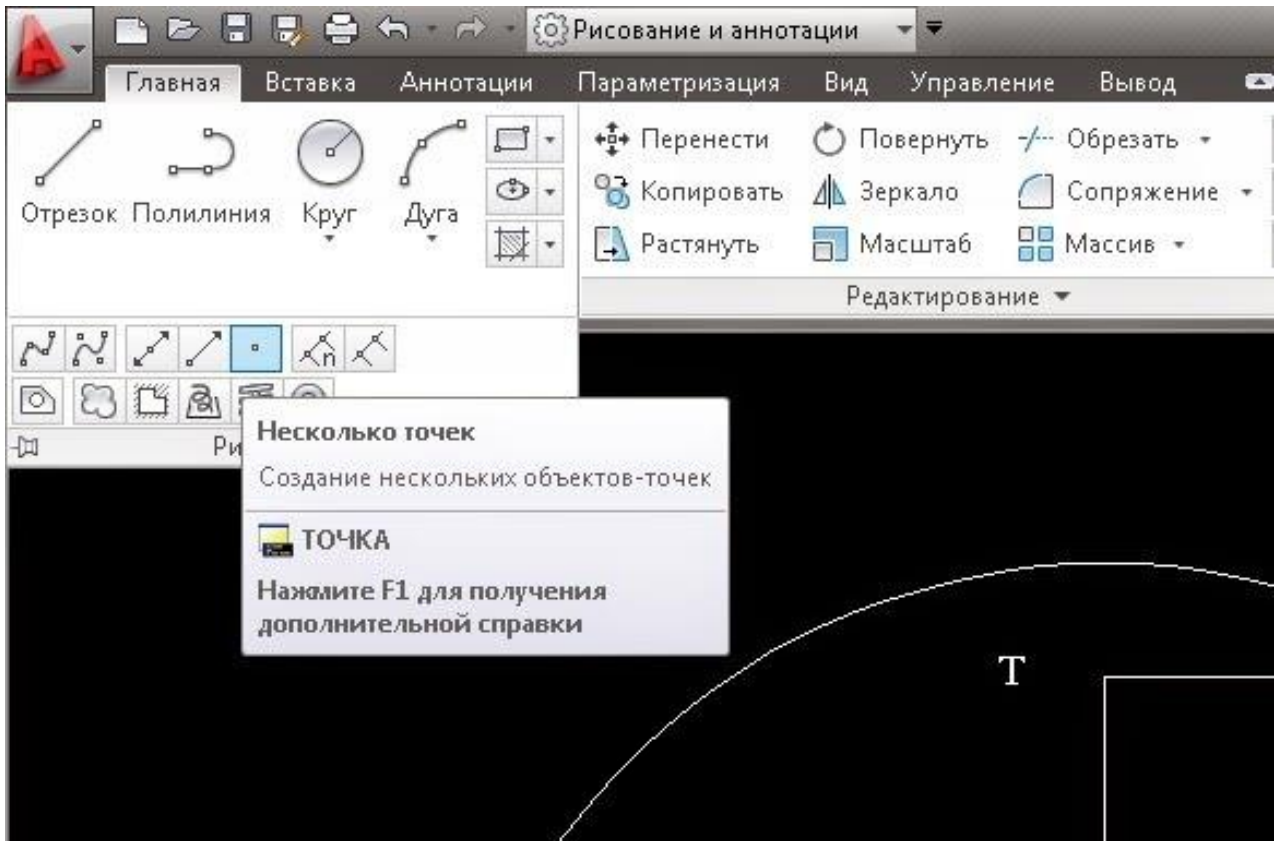 Рисование и аннотации
Главная Вставка Аннотации Параметризация Вид Управление Вывод
Отрезок Полилиния Круг Дуга
Перенести Повернуть Обрезать
Копировать Зеркало Сопряжение
Растянуть Масштаб Массив
Редактирование
n
Ри
Несколько точек
Создание нескольких объектов-точек
ТОЧКА
Нажмите F1 для получения
дополнительной справки
T